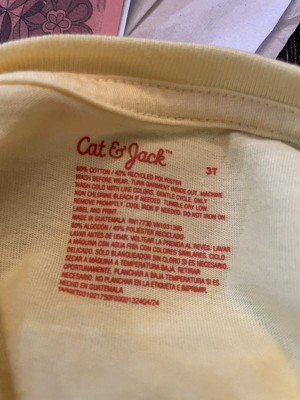 Cat & Jack™
3T
60% COTTON / 40% RECYCLED POLYESTER
WASH BEFORE WEAR. TURN GARMENT INSIDE OUT, MACHINE
WASH COLD WITH LIKE COLORS. GENTLE CYCLE. ONLY
NON CHLORINE BLEACH IF NEEDED. TUMBLE DRY LOW.
REMOVE PROMPTLY. COOL IRON IF NEEDED. DO NOT IRON ON
LABEL AND PRINT.
MADE IN GUATEMALA
60% ALGODÓN / 40% POLIÉSTER RECICLADO
LAVAR ANTES DE USAR. VOLTEAR LA PRENDA AL REVÉS. LAVAR
A MÁQUINA CON AGUA FRÍA CON COLORES SIMILARES. CICLO
DELICADO. SÓLO BLANQUEADOR SIN CLORO SI ES NECESARIO.
SECAR A MÁQUINA A TEMPERATURA BAJA. RETIRAR
OPORTUNAMENTE. PLANCHAR A BAJA TEMPERATURA SI ES
NECESARIO. NO PLANCHAR EN LA ETIQUETA E IMPRIMIR.
HECHO EN GUATEMALA